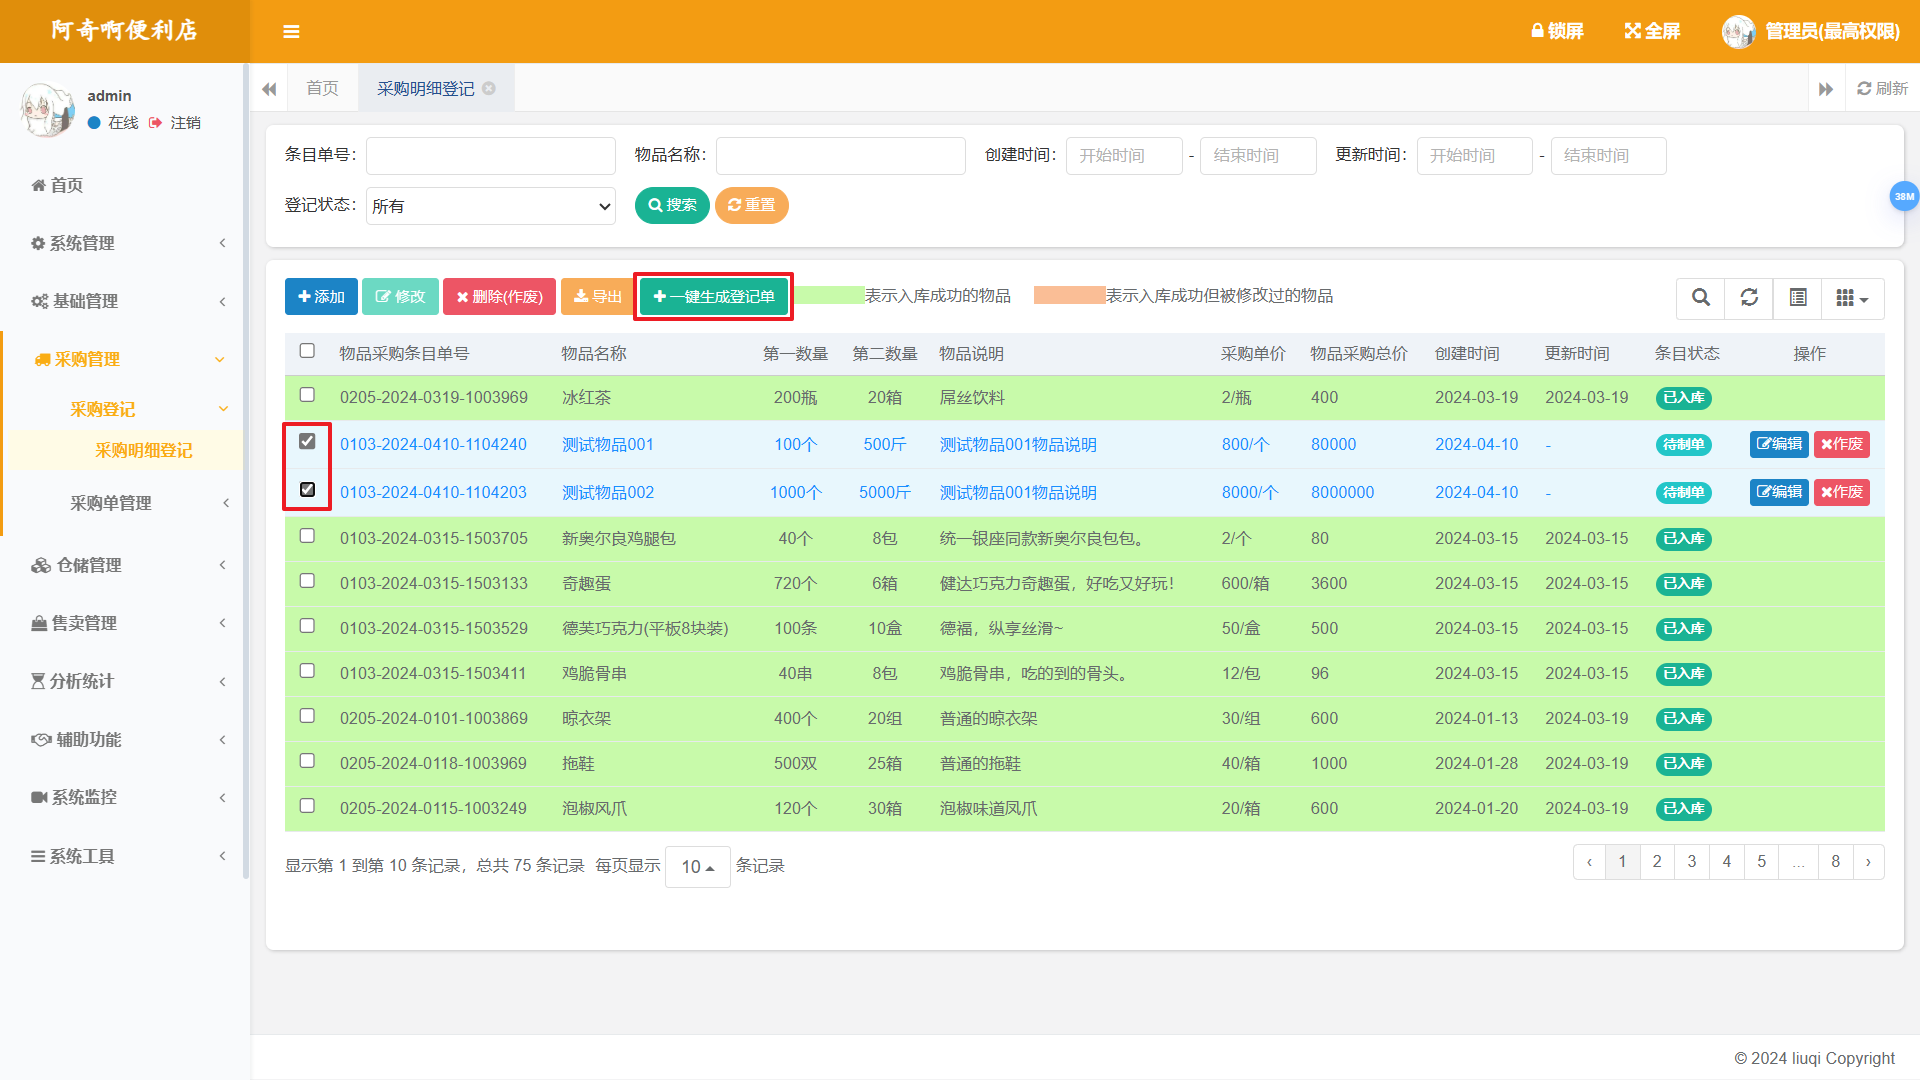 阿奇啊便利店
锁屏 全屏 管理员(最高权限)
admin
在线 注销
首页 采购明细登记 刷新
首页
系统管理
基础管理
采购管理
采购登记
采购明细登记
采购单管理
仓储管理
售卖管理
分析统计
辅助功能
系统监控
系统工具
条目单号： 物品名称： 创建时间： 开始时间 - 结束时间 更新时间： 开始时间 - 结束时间
登记状态： 所有 搜索 重置
38M
添加 修改 删除(作废) 导出 一键生成登记单 表示入库成功的物品 表示入库成功但被修改过的物品
物品采购条目单号 物品名称 第一数量 第二数量 物品说明 采购单价 物品采购总价 创建时间 更新时间 条目状态 操作
0205-2024-0319-1003969 冰红茶 200瓶 20箱 屌丝饮料 2/瓶 400 2024-03-19 2024-03-19 已入库
0103-2024-0410-1104240 测试物品001 100个 500斤 测试物品001物品说明 800/个 80000 2024-04-10 - 待制单 编辑 作废
0103-2024-0410-1104203 测试物品002 1000个 5000斤 测试物品001物品说明 8000/个 8000000 2024-04-10 - 待制单 编辑 作废
0103-2024-0315-1503705 新奥尔良鸡腿包 40个 8包 统一银座同款新奥尔良包包。 2/个 80 2024-03-15 2024-03-15 已入库
0103-2024-0315-1503133 奇趣蛋 720个 6箱 健达巧克力奇趣蛋，好吃又好玩！ 600/箱 3600 2024-03-15 2024-03-15 已入库
0103-2024-0315-1503529 德芙巧克力(平板8块装) 100条 10盒 德福，纵享丝滑~ 50/盒 500 2024-03-15 2024-03-15 已入库
0103-2024-0315-1503411 鸡脆骨串 40串 8包 鸡脆骨串，吃的到的骨头。 12/包 96 2024-03-15 2024-03-15 已入库
0205-2024-0101-1003869 晾衣架 400个 20组 普通的晾衣架 30/组 600 2024-01-13 2024-03-19 已入库
0205-2024-0118-1003969 拖鞋 500双 25箱 普通的拖鞋 40/箱 1000 2024-01-28 2024-03-19 已入库
0205-2024-0115-1003249 泡椒风爪 120个 30箱 泡椒味道凤爪 20/箱 600 2024-01-20 2024-03-19 已入库
显示第 1 到第 10 条记录，总共 75 条记录 每页显示 10 条记录 ‹ 1 2 3 4 5 ... 8 ›
© 2024 liuqi Copyright